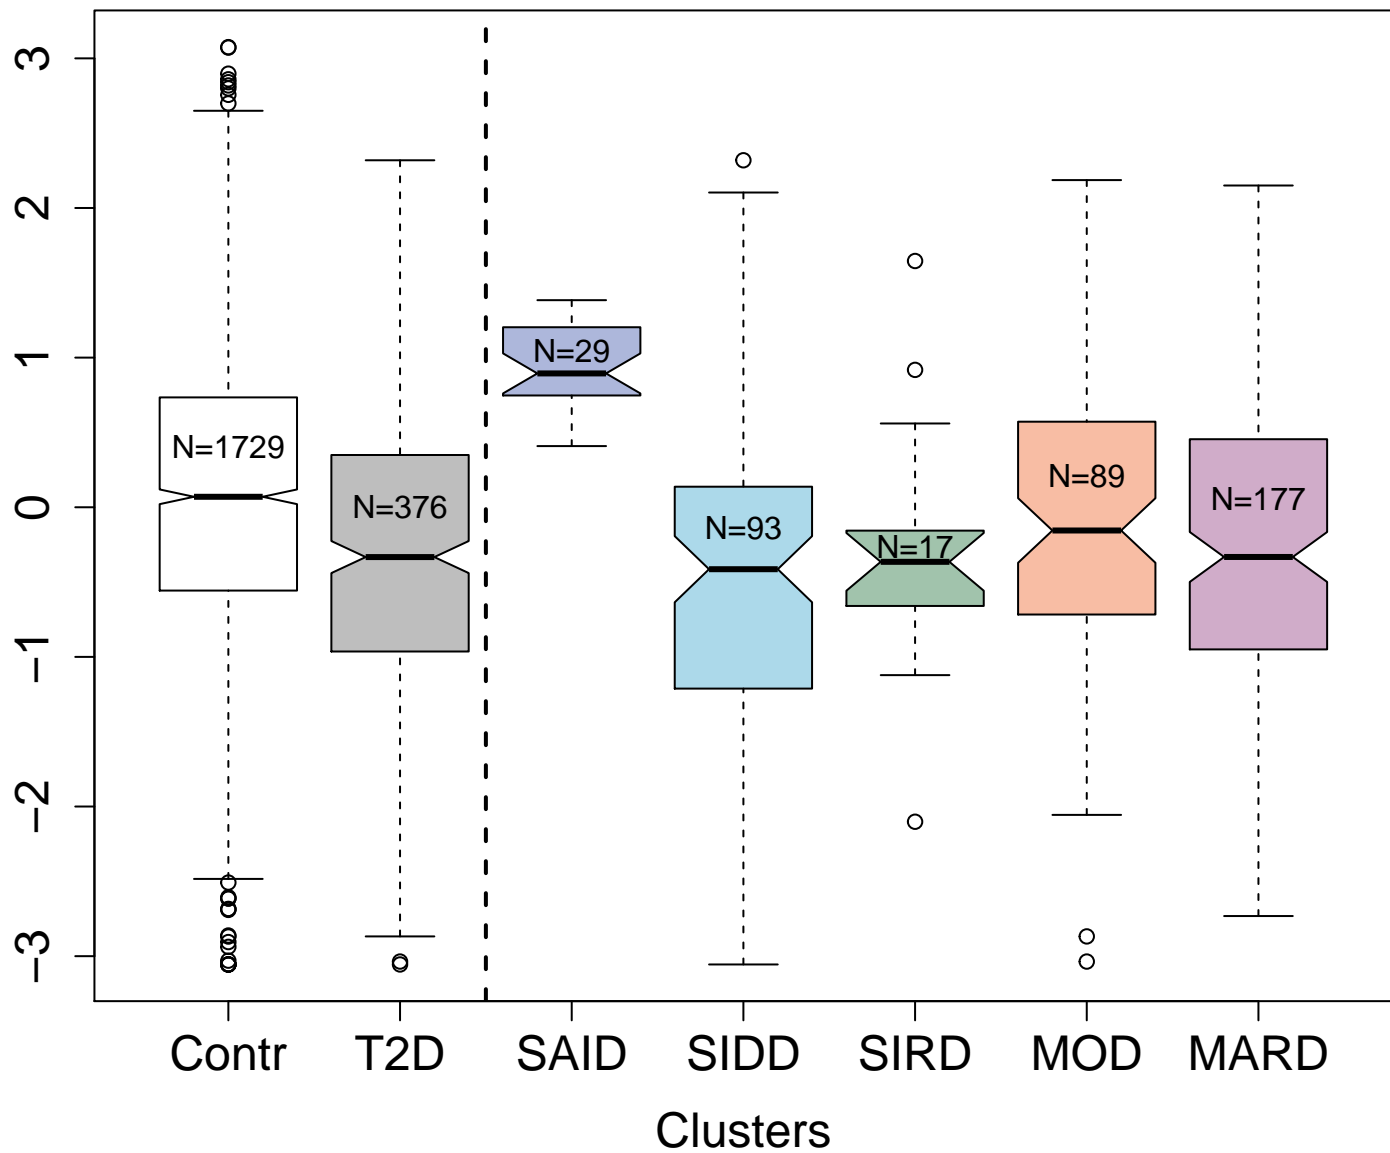 3
2
1
0
−1
−2
−3
N=1729
N=376
N=29
N=93
N=17
N=89
N=177
Contr T2D SAID SIDD SIRD MOD MARD
Clusters